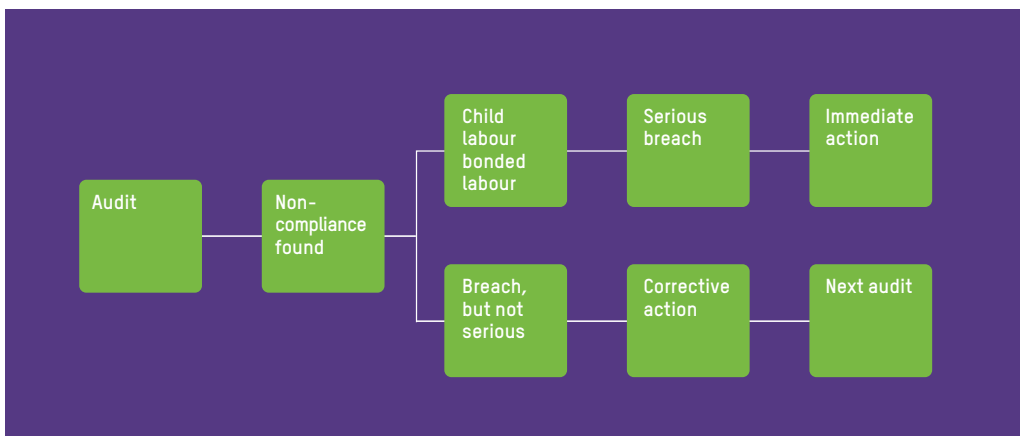 Audit
Non-
compliance
found
Child
labour
bonded
labour
Serious
breach
Immediate
action
Breach,
but not
serious
Corrective
action
Next audit